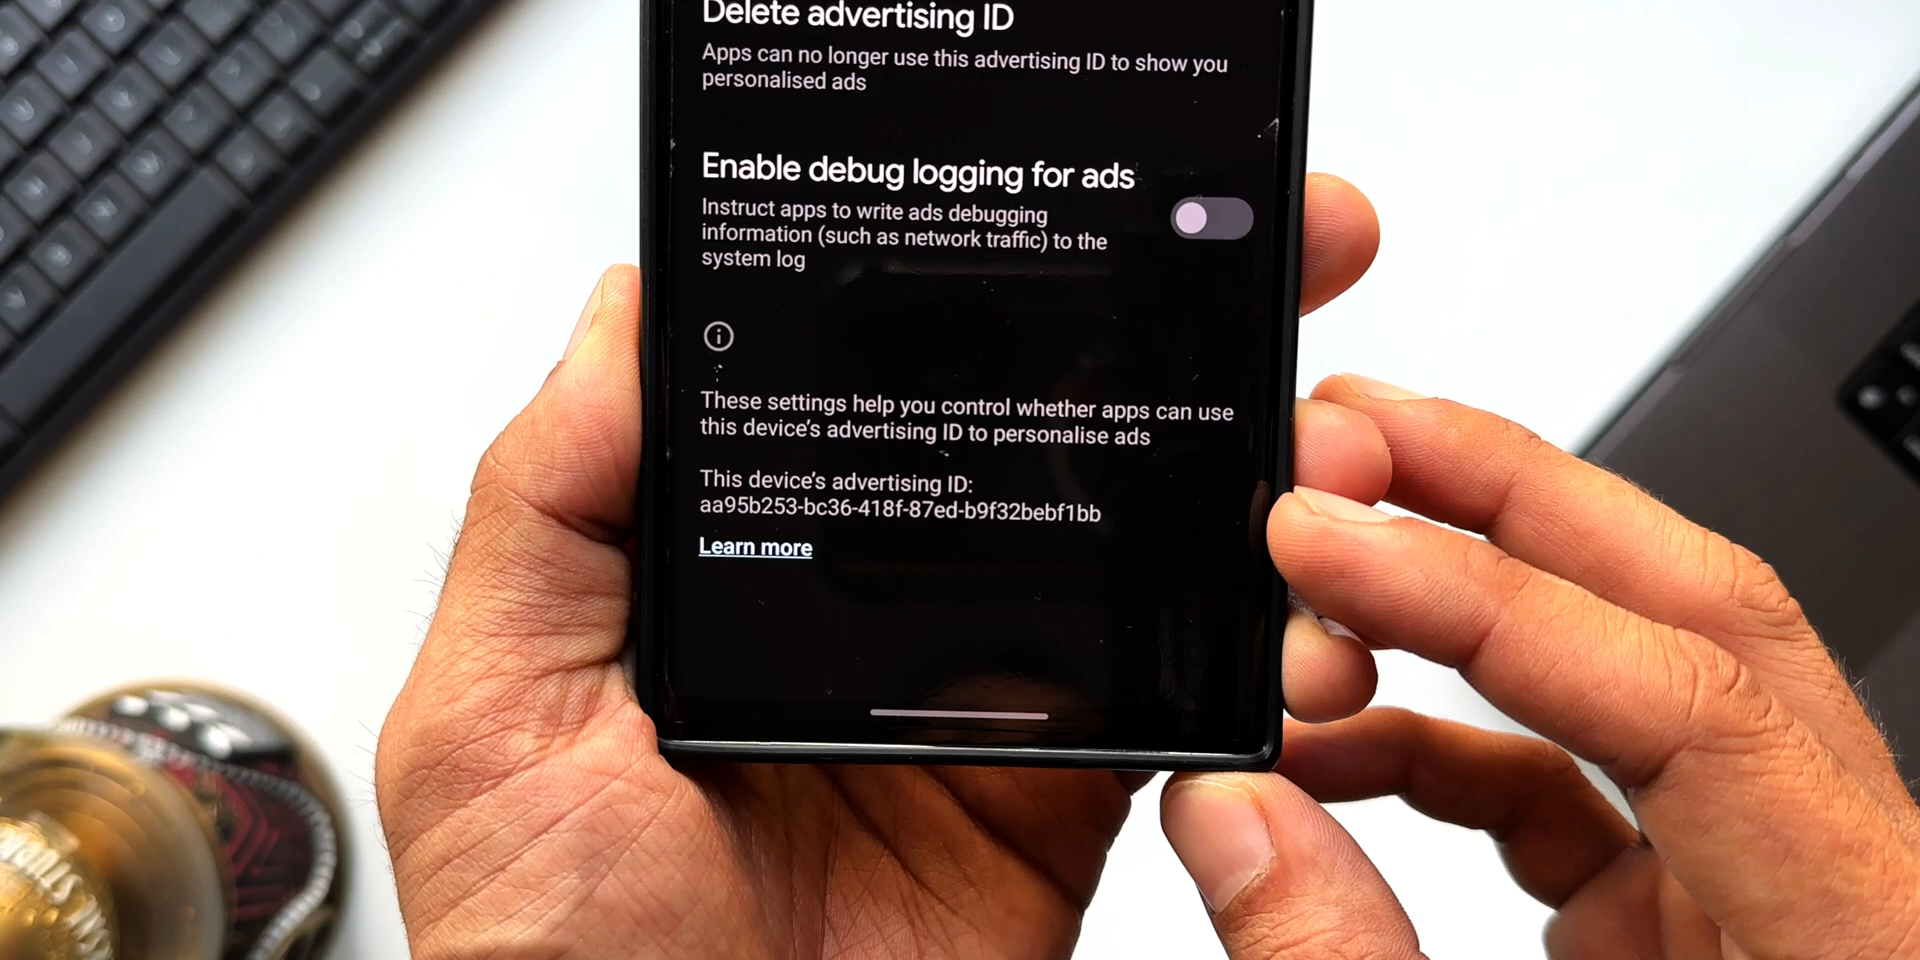 Delete advertising ID
Apps can no longer use this advertising ID to show you
personalised ads
Enable debug logging for ads
Instruct apps to write ads debugging
information (such as network traffic) to the
system log
These settings help you control whether apps can use
this device's advertising ID to personalise ads
This device's advertising ID:
aa95b253-bc36-418f-87ed-b9f32bebf1bb
Learn more